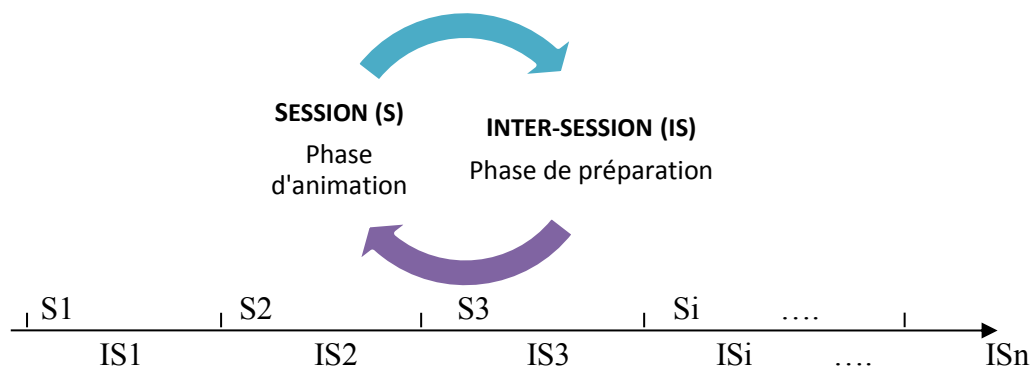 SESSION (S)
Phase
d'animation
INTER-SESSION (IS)
Phase de préparation
S1 S2 S3 Si ....
IS1 IS2 IS3 ISi .... ISn